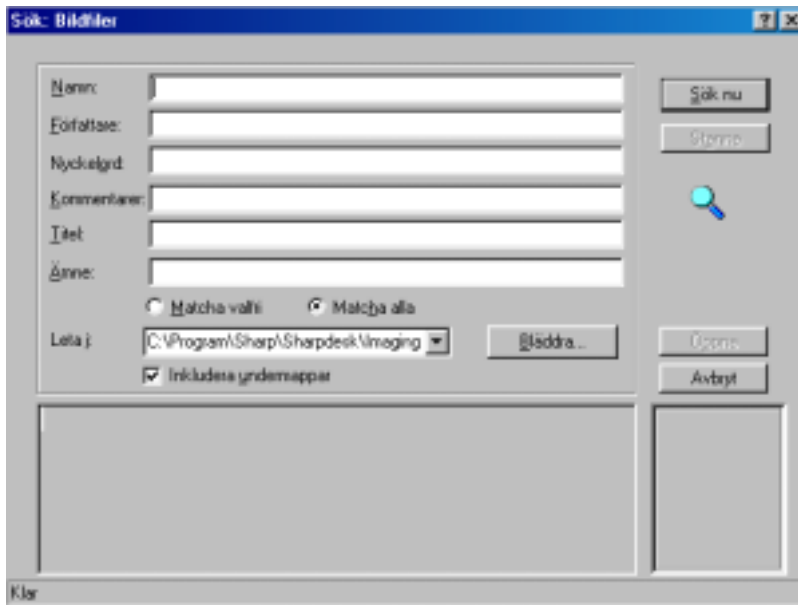 Sök: Bildfiler
Namn:
Sök nu
Författare:
Stanna
Nyckelord:
Kommentarer:
Titel:
Ämne:
Matcha valfri
Matcha alla
Leta i:
C:\Program\Sharp\Sharpdesk\Imaging
Bläddra...
Öppna
Inkludera undermappar
Avbryt
Klar